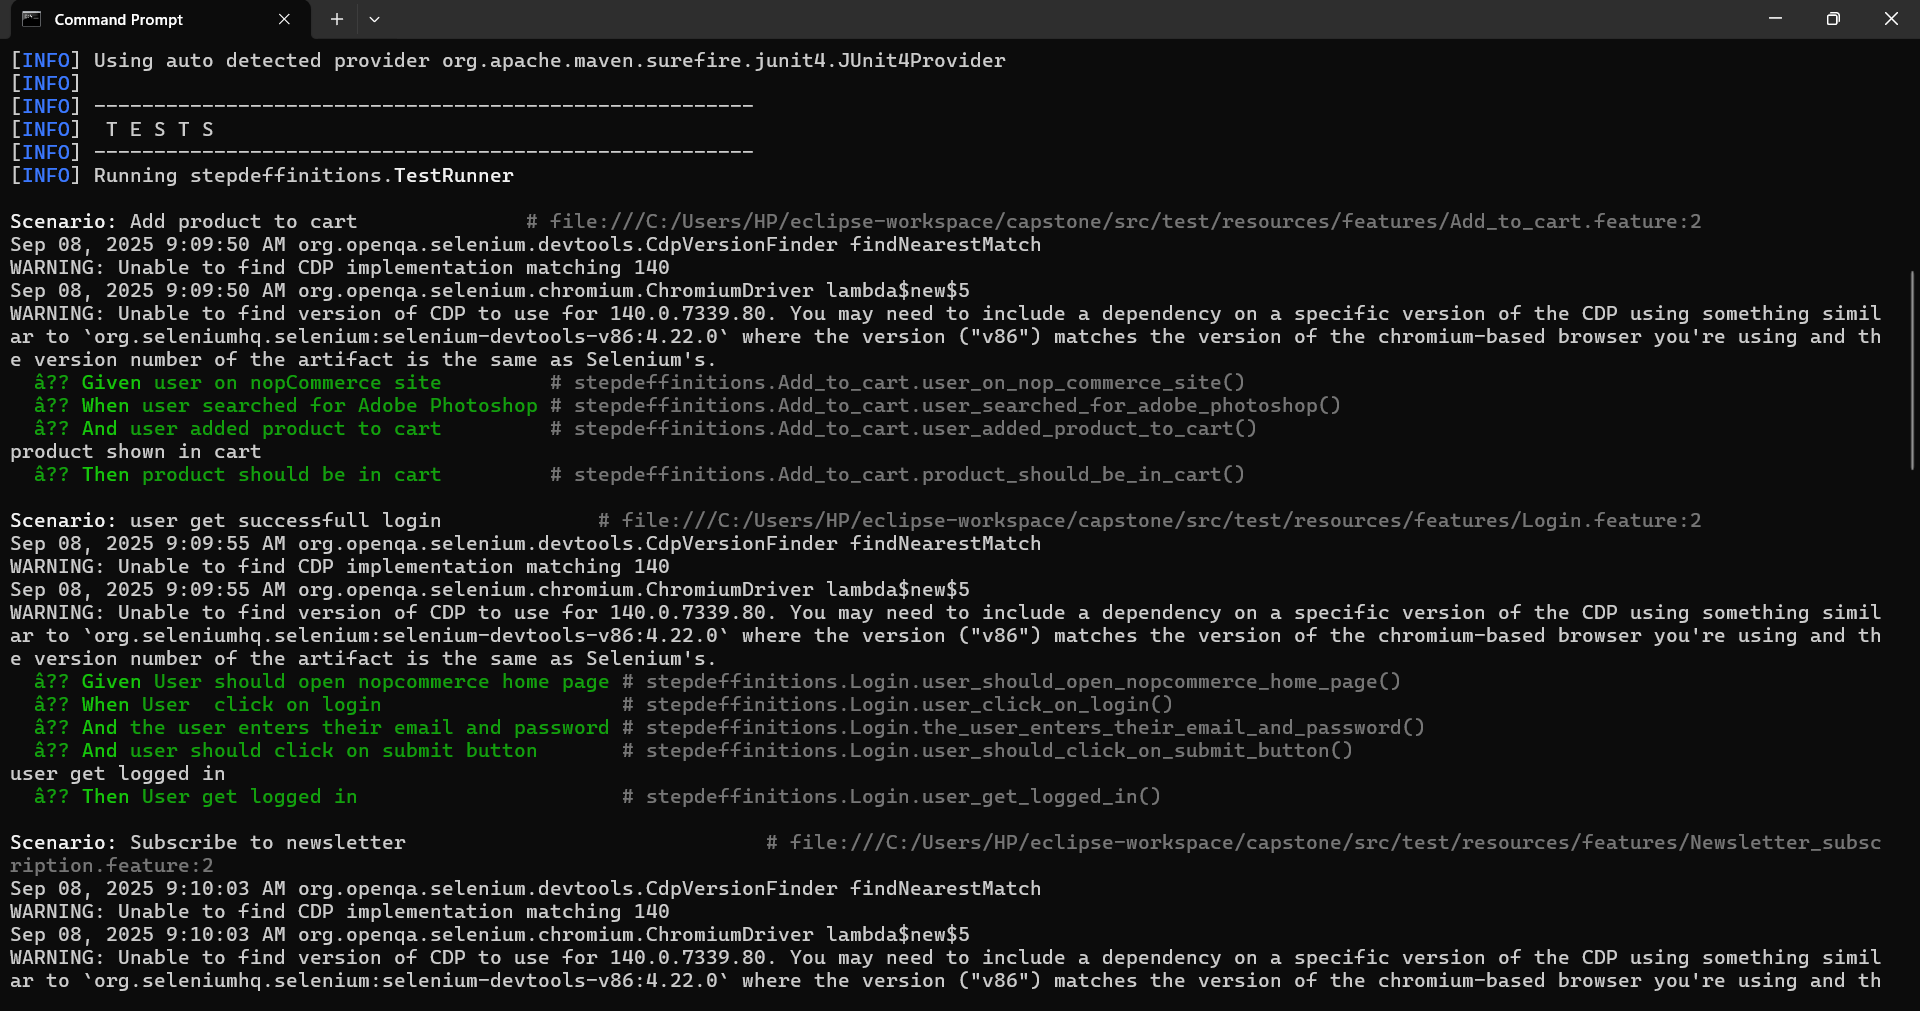 Command Prompt
[INFO] Using auto detected provider org.apache.maven.surefire.junit4.JUnit4Provider
[INFO]
[INFO] -------------------------------------------------------
[INFO]  T E S T S
[INFO] -------------------------------------------------------
[INFO] Running stepdeffinitions.TestRunner
Scenario: Add product to cart              # file:///C:/Users/HP/eclipse-workspace/capstone/src/test/resources/features/Add_to_cart.feature:2
Sep 08, 2025 9:09:50 AM org.openqa.selenium.devtools.CdpVersionFinder findNearestMatch
WARNING: Unable to find CDP implementation matching 140
Sep 08, 2025 9:09:50 AM org.openqa.selenium.chromium.ChromiumDriver lambda$new$5
WARNING: Unable to find version of CDP to use for 140.0.7339.80. You may need to include a dependency on a specific version of the CDP using something simil
ar to `org.seleniumhq.selenium:selenium-devtools-v86:4.22.0` where the version ("v86") matches the version of the chromium-based browser you're using and th
e version number of the artifact is the same as Selenium's.
  â?? Given user on nopCommerce site         # stepdeffinitions.Add_to_cart.user_on_nop_commerce_site()
  â?? When user searched for Adobe Photoshop # stepdeffinitions.Add_to_cart.user_searched_for_adobe_photoshop()
  â?? And user added product to cart         # stepdeffinitions.Add_to_cart.user_added_product_to_cart()
product shown in cart
  â?? Then product should be in cart         # stepdeffinitions.Add_to_cart.product_should_be_in_cart()
Scenario: user get successfull login             # file:///C:/Users/HP/eclipse-workspace/capstone/src/test/resources/features/Login.feature:2
Sep 08, 2025 9:09:55 AM org.openqa.selenium.devtools.CdpVersionFinder findNearestMatch
WARNING: Unable to find CDP implementation matching 140
Sep 08, 2025 9:09:55 AM org.openqa.selenium.chromium.ChromiumDriver lambda$new$5
WARNING: Unable to find version of CDP to use for 140.0.7339.80. You may need to include a dependency on a specific version of the CDP using something simil
ar to `org.seleniumhq.selenium:selenium-devtools-v86:4.22.0` where the version ("v86") matches the version of the chromium-based browser you're using and th
e version number of the artifact is the same as Selenium's.
  â?? Given User should open nopcommerce home page # stepdeffinitions.Login.user_should_open_nopcommerce_home_page()
  â?? When User  click on login                    # stepdeffinitions.Login.user_click_on_login()
  â?? And the user enters their email and password # stepdeffinitions.Login.the_user_enters_their_email_and_password()
  â?? And user should click on submit button       # stepdeffinitions.Login.user_should_click_on_submit_button()
user get logged in
  â?? Then User get logged in                      # stepdeffinitions.Login.user_get_logged_in()
Scenario: Subscribe to newsletter                              # file:///C:/Users/HP/eclipse-workspace/capstone/src/test/resources/features/Newsletter_subsc
ription.feature:2
Sep 08, 2025 9:10:03 AM org.openqa.selenium.devtools.CdpVersionFinder findNearestMatch
WARNING: Unable to find CDP implementation matching 140
Sep 08, 2025 9:10:03 AM org.openqa.selenium.chromium.ChromiumDriver lambda$new$5
WARNING: Unable to find version of CDP to use for 140.0.7339.80. You may need to include a dependency on a specific version of the CDP using something simil
ar to `org.seleniumhq.selenium:selenium-devtools-v86:4.22.0` where the version ("v86") matches the version of the chromium-based browser you're using and th